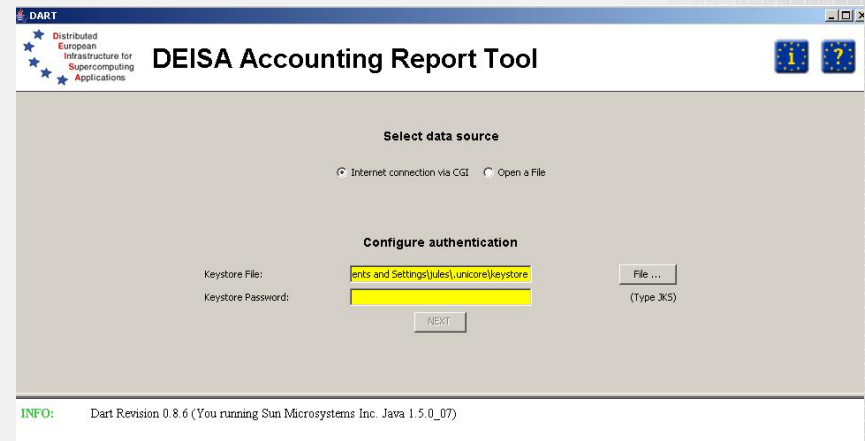 DART
Distributed
European
Infrastructure for
Supercomputing
Applications
DEISA Accounting Report Tool
i ?
Select data source
Internet connection via CGI Open a File
Configure authentication
Keystore File: ents and Settings\jules\.unicore\keystore File ...
Keystore Password: (Type JKS)
NEXT
INFO: Dart Revision 0.8.6 (You running Sun Microsystems Inc. Java 1.5.0_07)